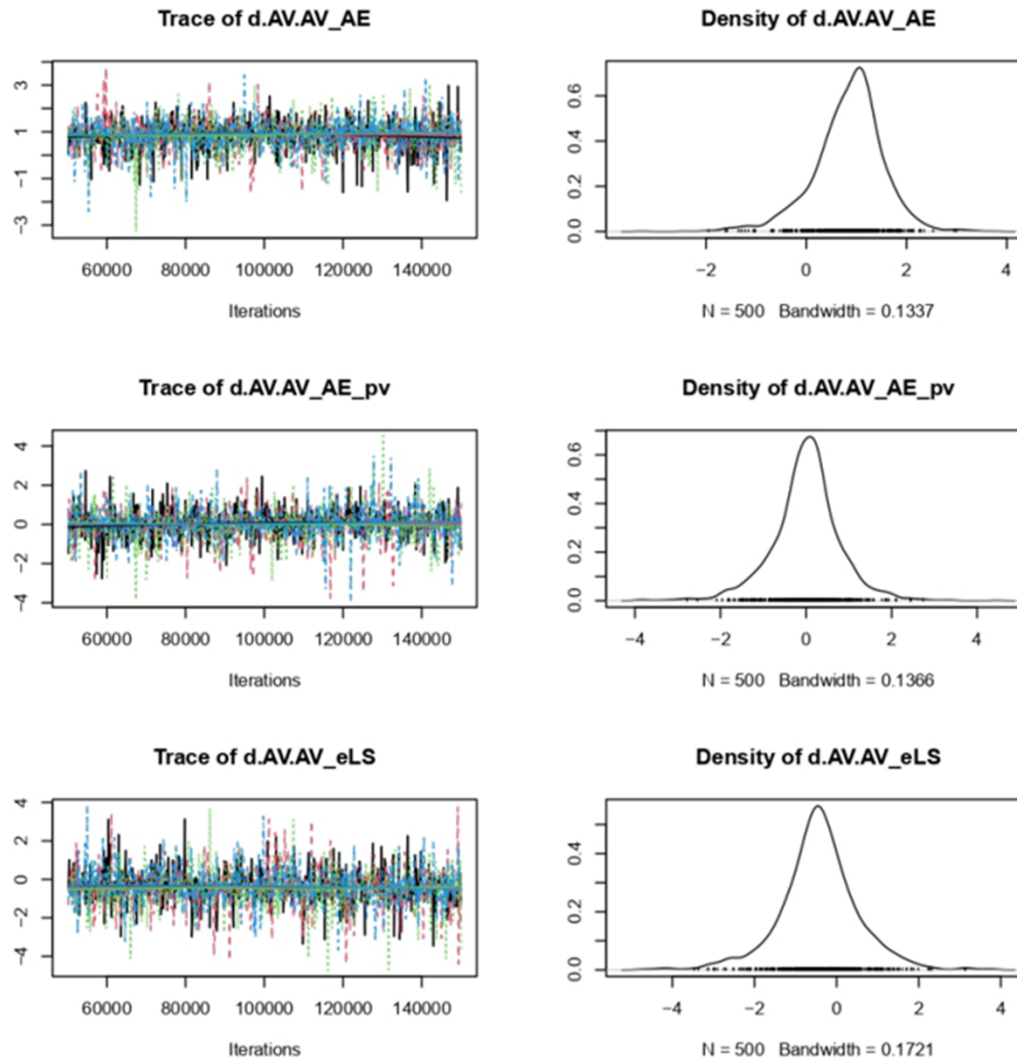 Trace of d.AV.AV_AE
3
1
−1
−3
60000 80000 100000 120000 140000
Iterations
Density of d.AV.AV_AE
0.6
0.4
0.2
0.0
−2 0 2 4
N = 500 Bandwidth = 0.1337
Trace of d.AV.AV_AE_pv
4
2
0
−2
−4
60000 80000 100000 120000 140000
Iterations
Density of d.AV.AV_AE_pv
0.6
0.4
0.2
0.0
−4 −2 0 2 4
N = 500 Bandwidth = 0.1366
Trace of d.AV.AV_eLS
4
2
0
−2
−4
60000 80000 100000 120000 140000
Iterations
Density of d.AV.AV_eLS
0.4
0.2
0.0
−4 −2 0 2 4
N = 500 Bandwidth = 0.1721